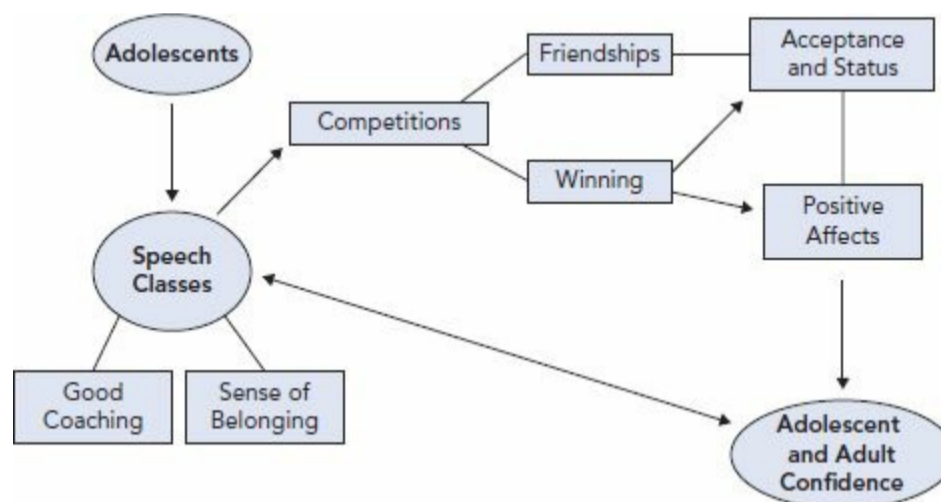 Adolescents
Friendships
Acceptance
and Status
Competitions
Winning
Positive
Affects
Speech
Classes
Good
Coaching
Sense of
Belonging
Adolescent
and Adult
Confidence